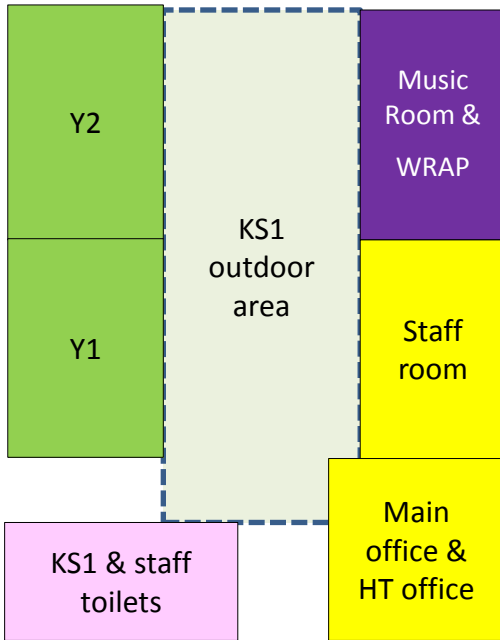 Y2
KS1
outdoor
area
Music
Room &
WRAP
Y1
Staff
room
KS1 & staff
toilets
Main
office &
HT office